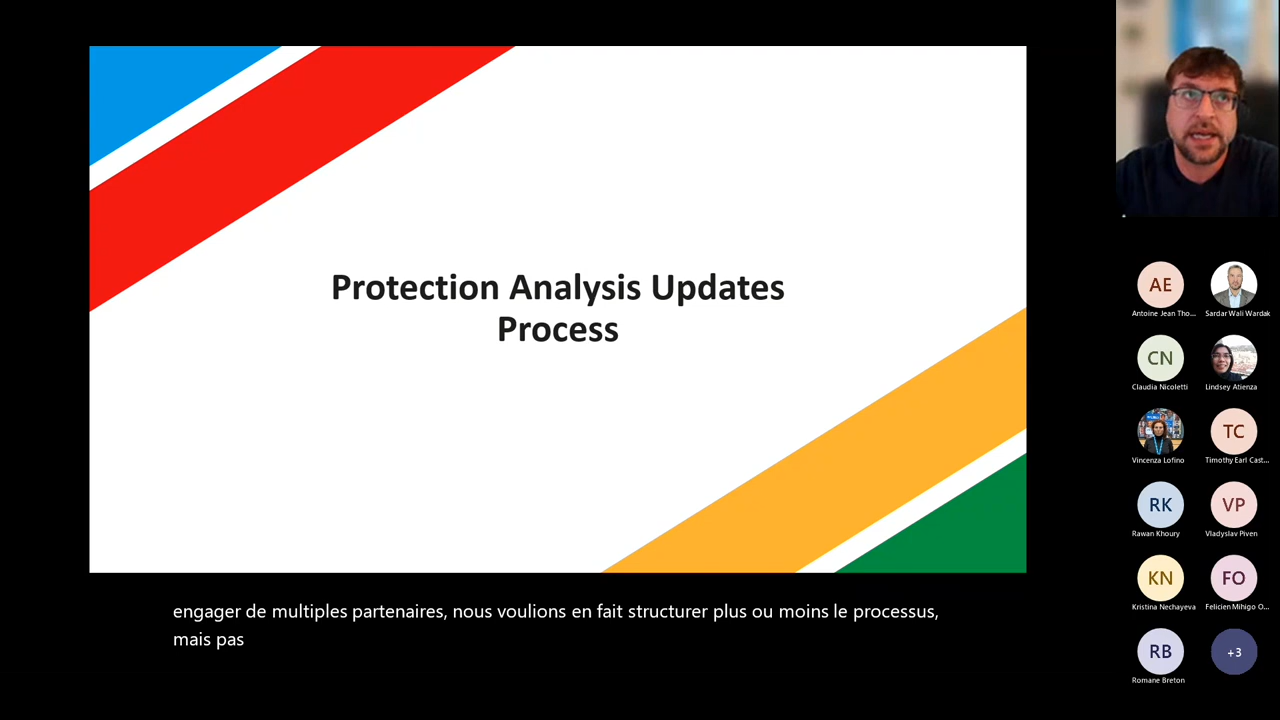 Protection Analysis Updates
Process
engager de multiples partenaires, nous voulions en fait structurer plus ou moins le processus,
mais pas
AE
Antoine Jean Tho...
Sardar Wali Wardak
CN
Claudia Nicoletti
Lindsey Atienza
Vincenza Lofino
TC
Timothy Earl Cast...
RK
Rawan Khoury
VP
Vladyslav Piven
KN
Kristina Nechayeva
FO
Felicien Mihigo O...
RB
Romane Breton
+3